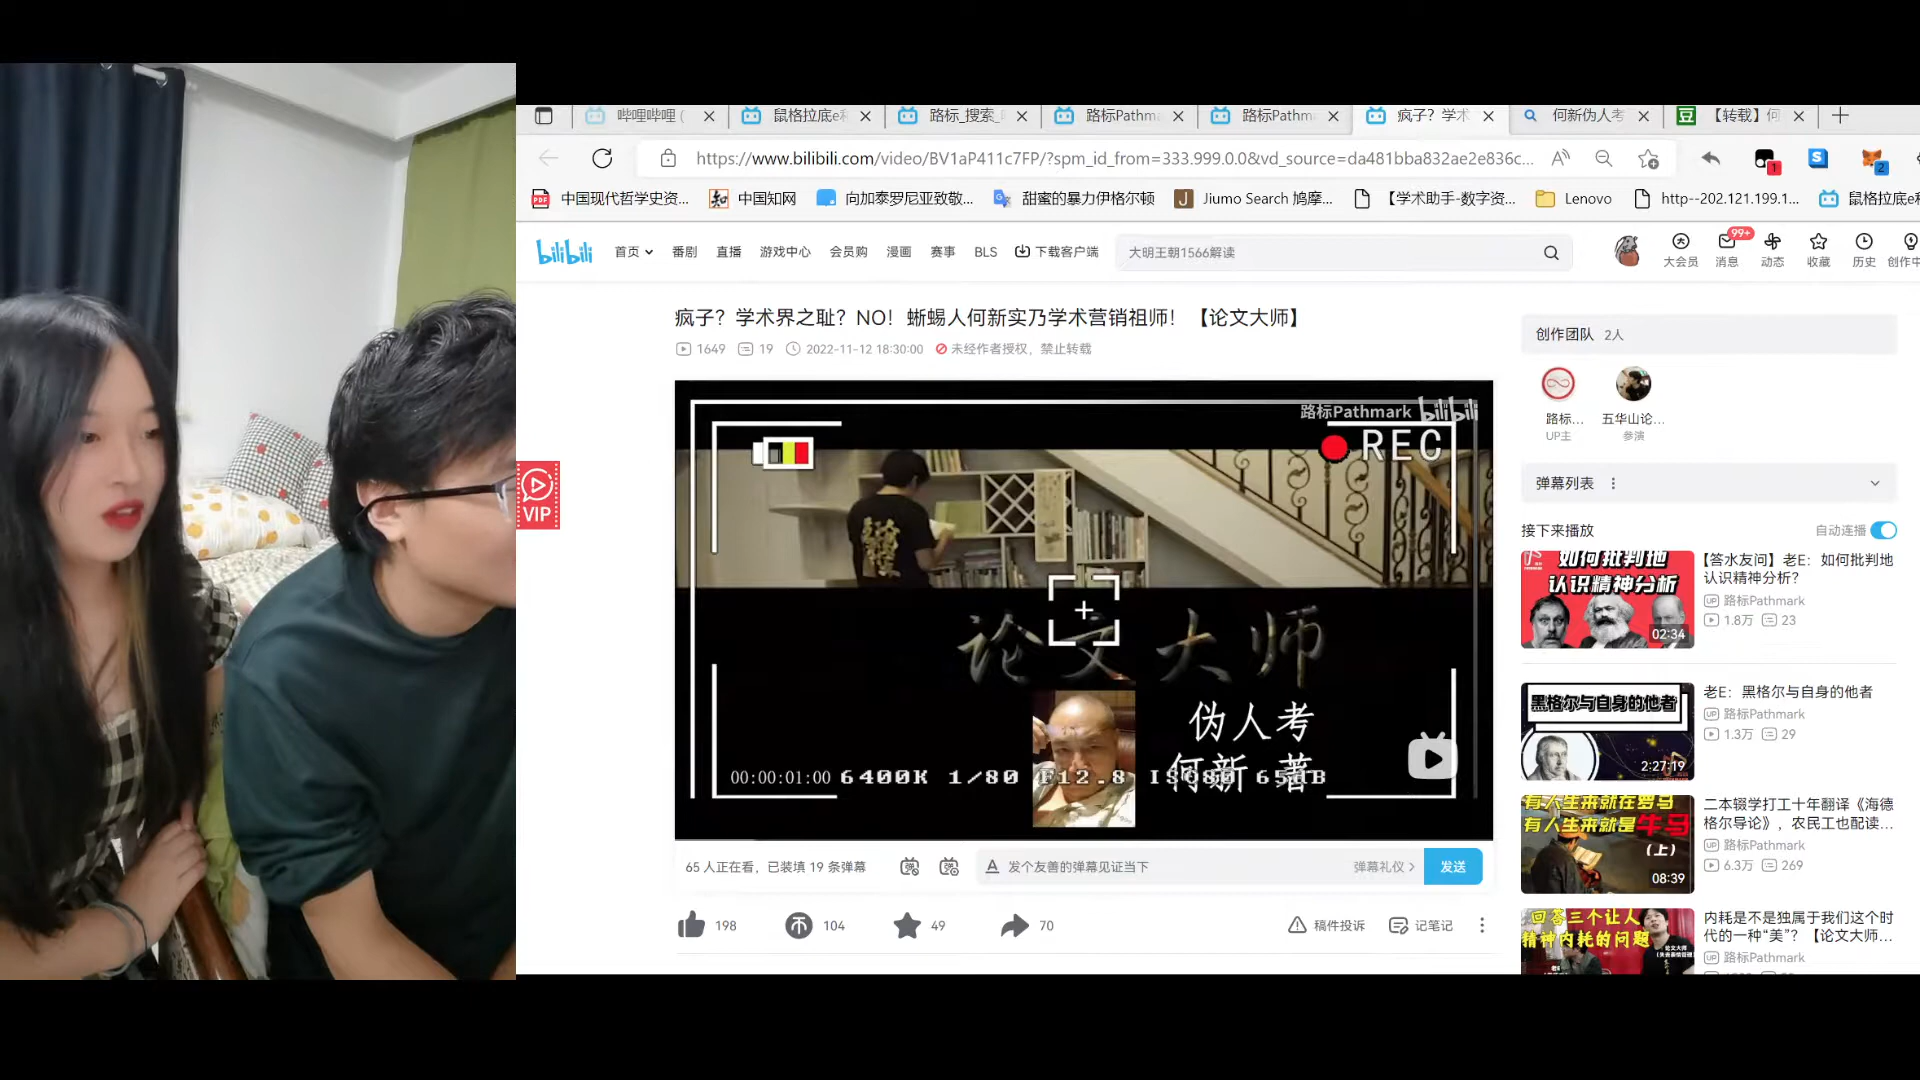 哔哩哔哩 (
鼠格拉底e和
路标_搜索_
路标Pathm
路标Pathm
疯子？学术
何新伪人考
【转载】何
https://www.bilibili.com/video/BV1aP411c7FP/?spm_id_from=333.999.0.0&vd_source=da481bba832ae2e836c...
1
2
中国现代哲学史资...
中国知网
向加泰罗尼亚致敬...
甜蜜的暴力伊格尔顿
Jiumo Search 鸠摩...
【学术助手-数字资...
Lenovo
http--202.121.199.1...
鼠格拉底e和
bilibili
首页
番剧
直播
游戏中心
会员购
漫画
赛事
BLS
下载客户端
大明王朝1566解读
大会员
99+
消息
动态
收藏
历史
创作中
疯子？学术界之耻？NO！蜥蜴人何新实乃学术营销祖师！【论文大师】
1649
19
2022-11-12 18:30:00
未经作者授权，禁止转载
路标Pathmark bilibili
REC
论文大师
伪人考
何新 著
00:00:01:00 6400K 1/80 F12.8
VIP
65 人正在看，已装填 19 条弹幕
发个友善的弹幕见证当下
弹幕礼仪
发送
198
104
49
70
稿件投诉
记笔记
创作团队 2人
路标...
UP主
五华山论...
参演
弹幕列表
接下来播放
自动连播
如何批判地
认识精神分析
02:34
【答水友问】老E：如何批判地
认识精神分析？
路标Pathmark
1.8万 23
黑格尔与自身的他者
2:27:19
老E：黑格尔与自身的他者
路标Pathmark
1.3万 29
有人生来就在罗马
有人生来就是牛马
(上)
08:39
二本辍学打工十年翻译《海德
格尔导论》，农民工也配读...
路标Pathmark
6.3万 269
回答三个让人
精神内耗的问题
内耗是不是独属于我们这个时
代的一种“美”？【论文大师...
路标Pathmark